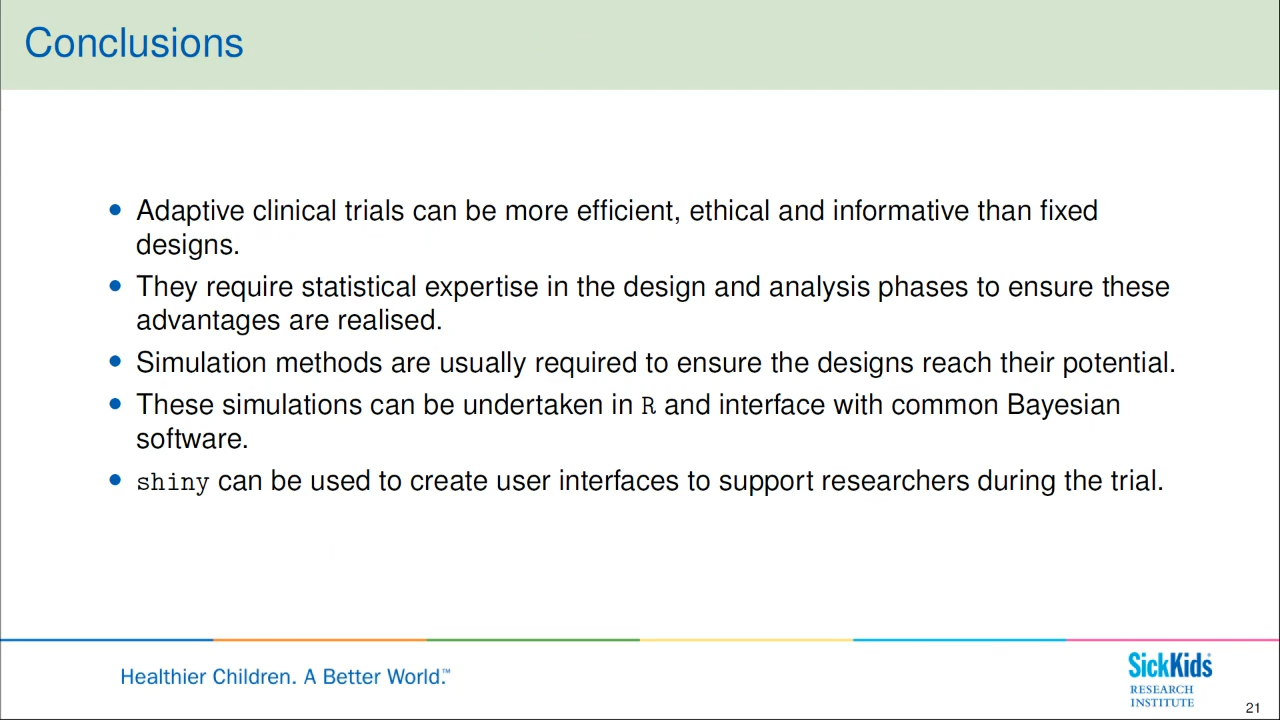 Conclusions
• Adaptive clinical trials can be more efficient, ethical and informative than fixed
designs.
• They require statistical expertise in the design and analysis phases to ensure these
advantages are realised.
• Simulation methods are usually required to ensure the designs reach their potential.
• These simulations can be undertaken in R and interface with common Bayesian
software.
• shiny can be used to create user interfaces to support researchers during the trial.
Healthier Children. A Better World.™
SickKids®
RESEARCH
INSTITUTE
21